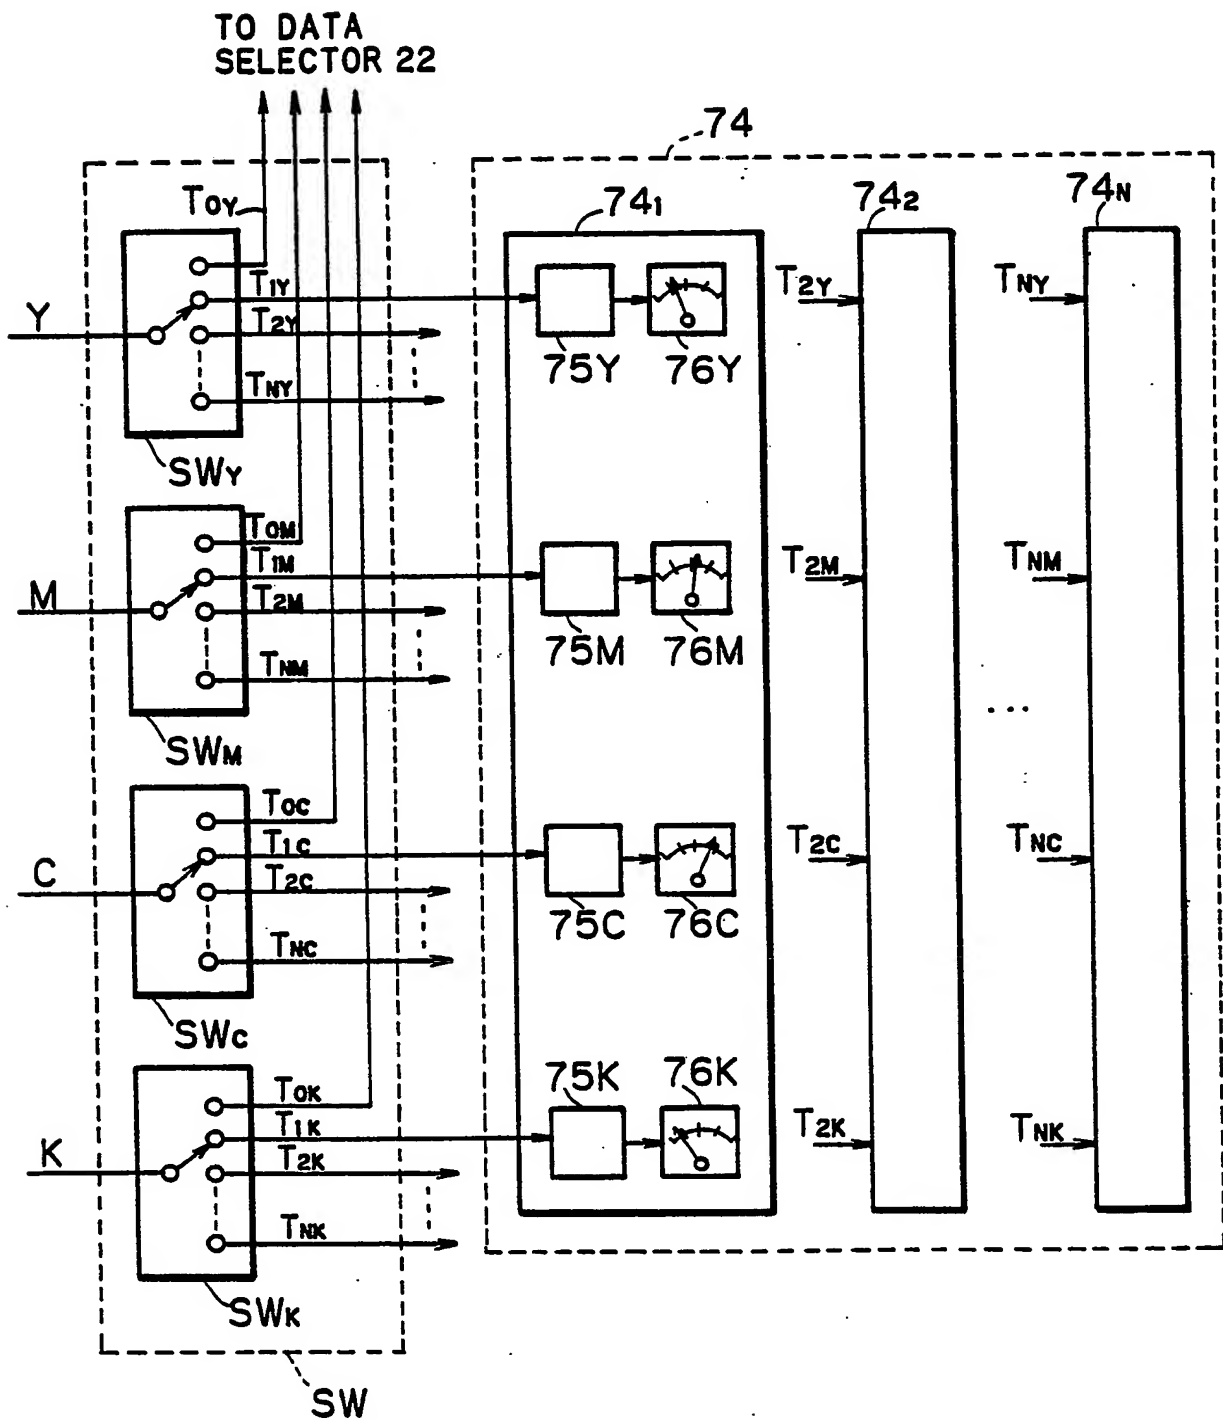 TO DATA
SELECTOR 22
74
T0Y
74₁
74₂
74N
T1Y
T2Y
TNY
Y
T2Y
TNY
75Y
76Y
SWY
T0M
T1M
T2M
TNM
M
T2M
TNM
75M
76M
SWM
...
T0C
T1C
T2C
TNC
C
T2C
TNC
75C
76C
SWC
75K
76K
T0K
T1K
T2K
TNK
K
T2K
TNK
SWK
SW